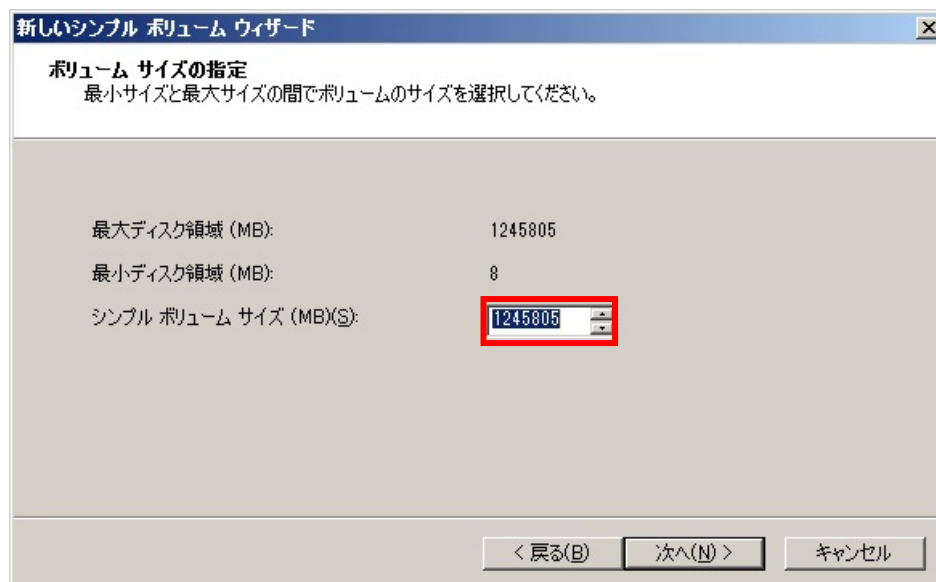 新しいシンプル ボリューム ウィザード
ボリューム サイズの指定
最小サイズと最大サイズの間でボリュームのサイズを選択してください。
最大ディスク領域 (MB): 1245805
最小ディスク領域 (MB): 8
シンプル ボリューム サイズ (MB)(S): 1245805
< 戻る(B) 次へ(N) > キャンセル